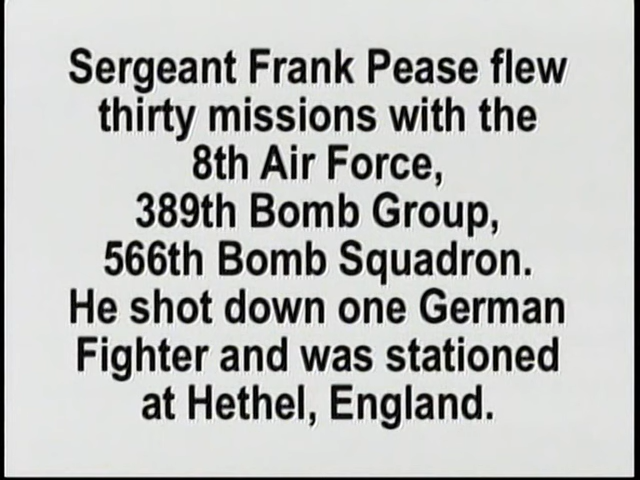 Sergeant Frank Pease flew
thirty missions with the
8th Air Force,
389th Bomb Group,
566th Bomb Squadron.
He shot down one German
Fighter and was stationed
at Hethel, England.